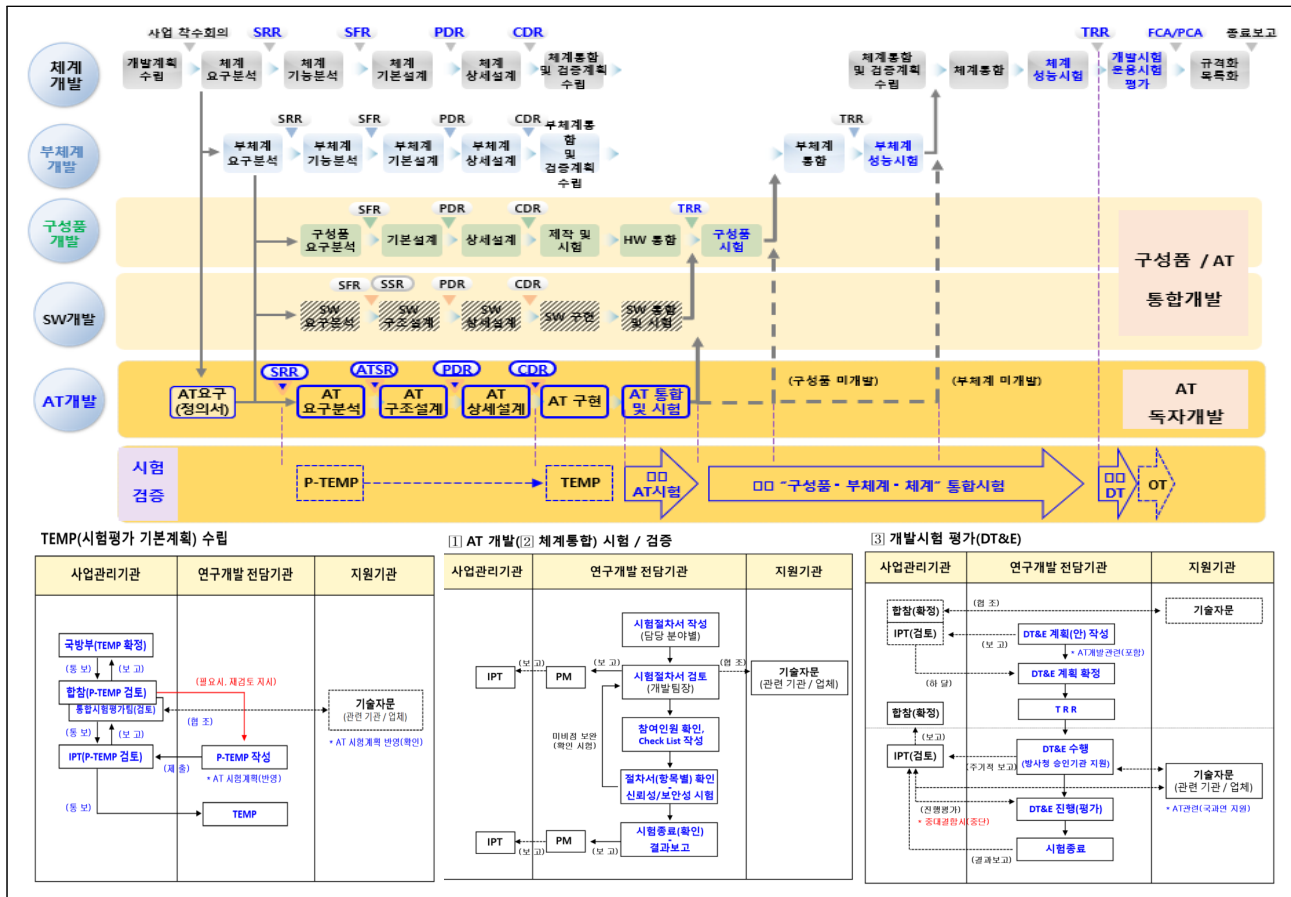 사업 착수회의
SRR
SFR
PDR
CDR
TRR
FCA/PCA
종료보고
체계
개발
개발계획
수립
체계
요구분석
체계
기능분석
체계
기본설계
체계
상세설계
체계통합
및 검증계획
수립
체계통합
및 검증계획
수립
체계통합
체계
성능시험
개발시험
운용시험
평가
규격화
목록화
SRR
SFR
PDR
CDR
TRR
부체계
개발
부체계
요구분석
부체계
기능분석
부체계
기본설계
부체계
상세설계
부체계통
합
및
검증계획
수립
부체계
통합
부체계
성능시험
SFR
PDR
CDR
TRR
구성품
개발
구성품
요구분석
기본설계
상세설계
제작 및
시험
HW 통합
구성품
시험
구성품 / AT
통합개발
SFR
SSR
PDR
CDR
SW개발
SW
요구분석
SW
구조설계
SW
상세설계
SW 구현
SW 통합
및 시험
SRR
ATSR
PDR
CDR
(구성품 미개발)
(부체계 미개발)
AT개발
AT요구
(정의서)
AT
요구분석
AT
구조설계
AT
상세설계
AT 구현
AT 통합
및 시험
AT
독자개발
시험
검증
P-TEMP
TEMP
□□
AT시험
□□ "구성품 - 부체계 - 체계" 통합시험
□□
DT
OT
TEMP(시험평가 기본계획) 수립
사업관리기관
연구개발 전담기관
지원기관
국방부(TEMP 확정)
(통 보)
(보 고)
(필요시, 재검토 지시)
합참(P-TEMP 검토)
통합시험평가팀(검토)
기술자문
(관련 기관 / 업체)
(협 조)
(통 보)
(보 고)
* AT 시험계획 반영(확인)
IPT(P-TEMP 검토)
P-TEMP 작성
(제 출)
* AT 시험계획(반영)
(통 보)
TEMP
1 AT 개발(2 체계통합) 시험 / 검증
사업관리기관
연구개발 전담기관
지원기관
시험절차서 작성
(담당 분야별)
(보 고)
(보 고)
(협 조)
IPT
PM
시험절차서 검토
(개발팀장)
기술자문
(관련 기관 / 업체)
참여인원 확인,
Check List 작성
미비점 보완
(확인 시험)
절차서(항목별) 확인
-
신뢰성/보안성 시험
시험종료(확인)
-
결과보고
IPT
PM
(보 고)
(보 고)
3 개발시험 평가(DT&E)
사업관리기관
연구개발 전담기관
지원기관
합참(확정)
(협 조)
기술자문
IPT(검토)
DT&E 계획(안) 작성
(보 고)
* AT개발관련(포함)
DT&E 계획 확정
(하 달)
합참(확정)
T R R
(보고)
IPT(검토)
DT&E 수행
(방사청 승인기관 지원)
(주기적 보고)
기술자문
(관련 기관 / 업체)
(진행평가)
DT&E 진행(평가)
* AT관련(국과연 지원)
* 중대결함시(중단)
시험종료
(결과보고)